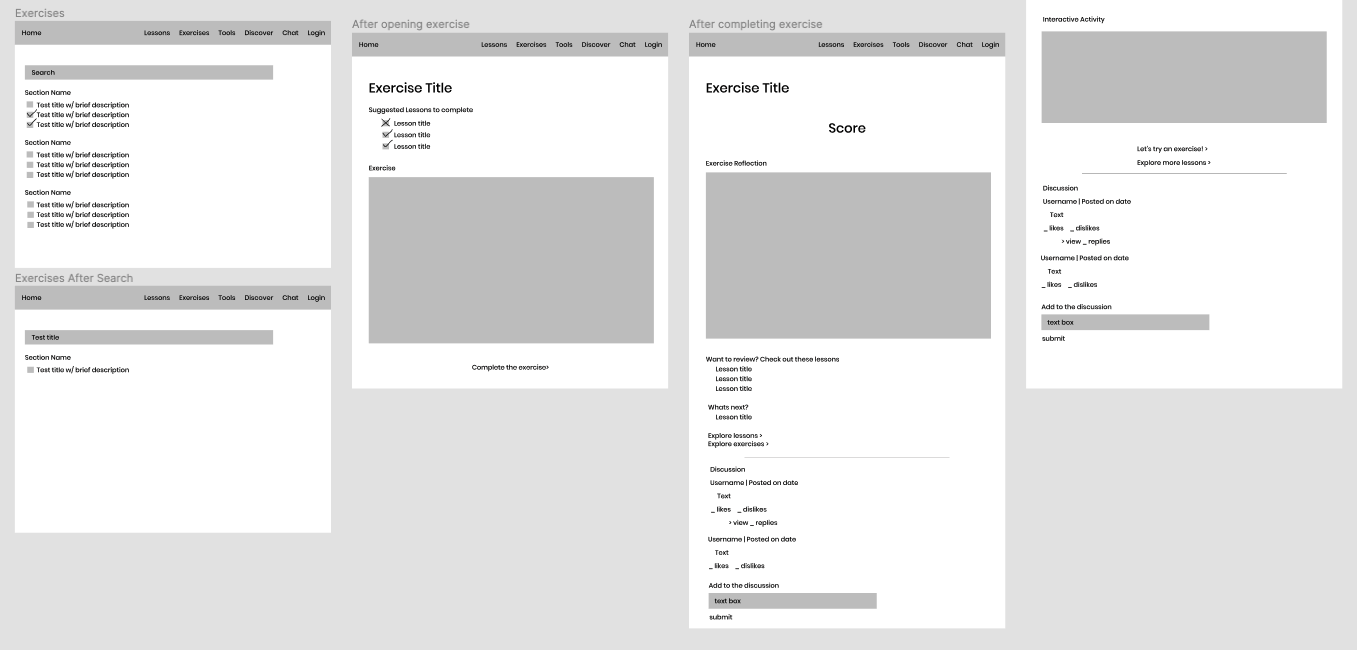 Exercises
Home Lessons Exercises Tools Discover Chat Login
Search
Section Name
Test title w/ brief description
Test title w/ brief description
Test title w/ brief description
Section Name
Test title w/ brief description
Test title w/ brief description
Test title w/ brief description
Section Name
Test title w/ brief description
Test title w/ brief description
Test title w/ brief description
Exercises After Search
Home Lessons Exercises Tools Discover Chat Login
Test title
Section Name
Test title w/ brief description
After opening exercise
Home Lessons Exercises Tools Discover Chat Login
Exercise Title
Suggested Lessons to complete
Lesson title
Lesson title
Lesson title
Exercise
Complete the exercise>
After completing exercise
Home Lessons Exercises Tools Discover Chat Login
Exercise Title
Score
Exercise Reflection
Want to review? Check out these lessons
Lesson title
Lesson title
Lesson title
Whats next?
Lesson title
Explore lessons >
Explore exercises >
Discussion
Username | Posted on date
Text
_ likes _ dislikes
> view _ replies
Username | Posted on date
Text
_ likes _ dislikes
Add to the discussion
text box
submit
Interactive Activity
Let's try an exercise! >
Explore more lessons >
Discussion
Username | Posted on date
Text
_ likes _ dislikes
> view _ replies
Username | Posted on date
Text
_ likes _ dislikes
Add to the discussion
text box
submit